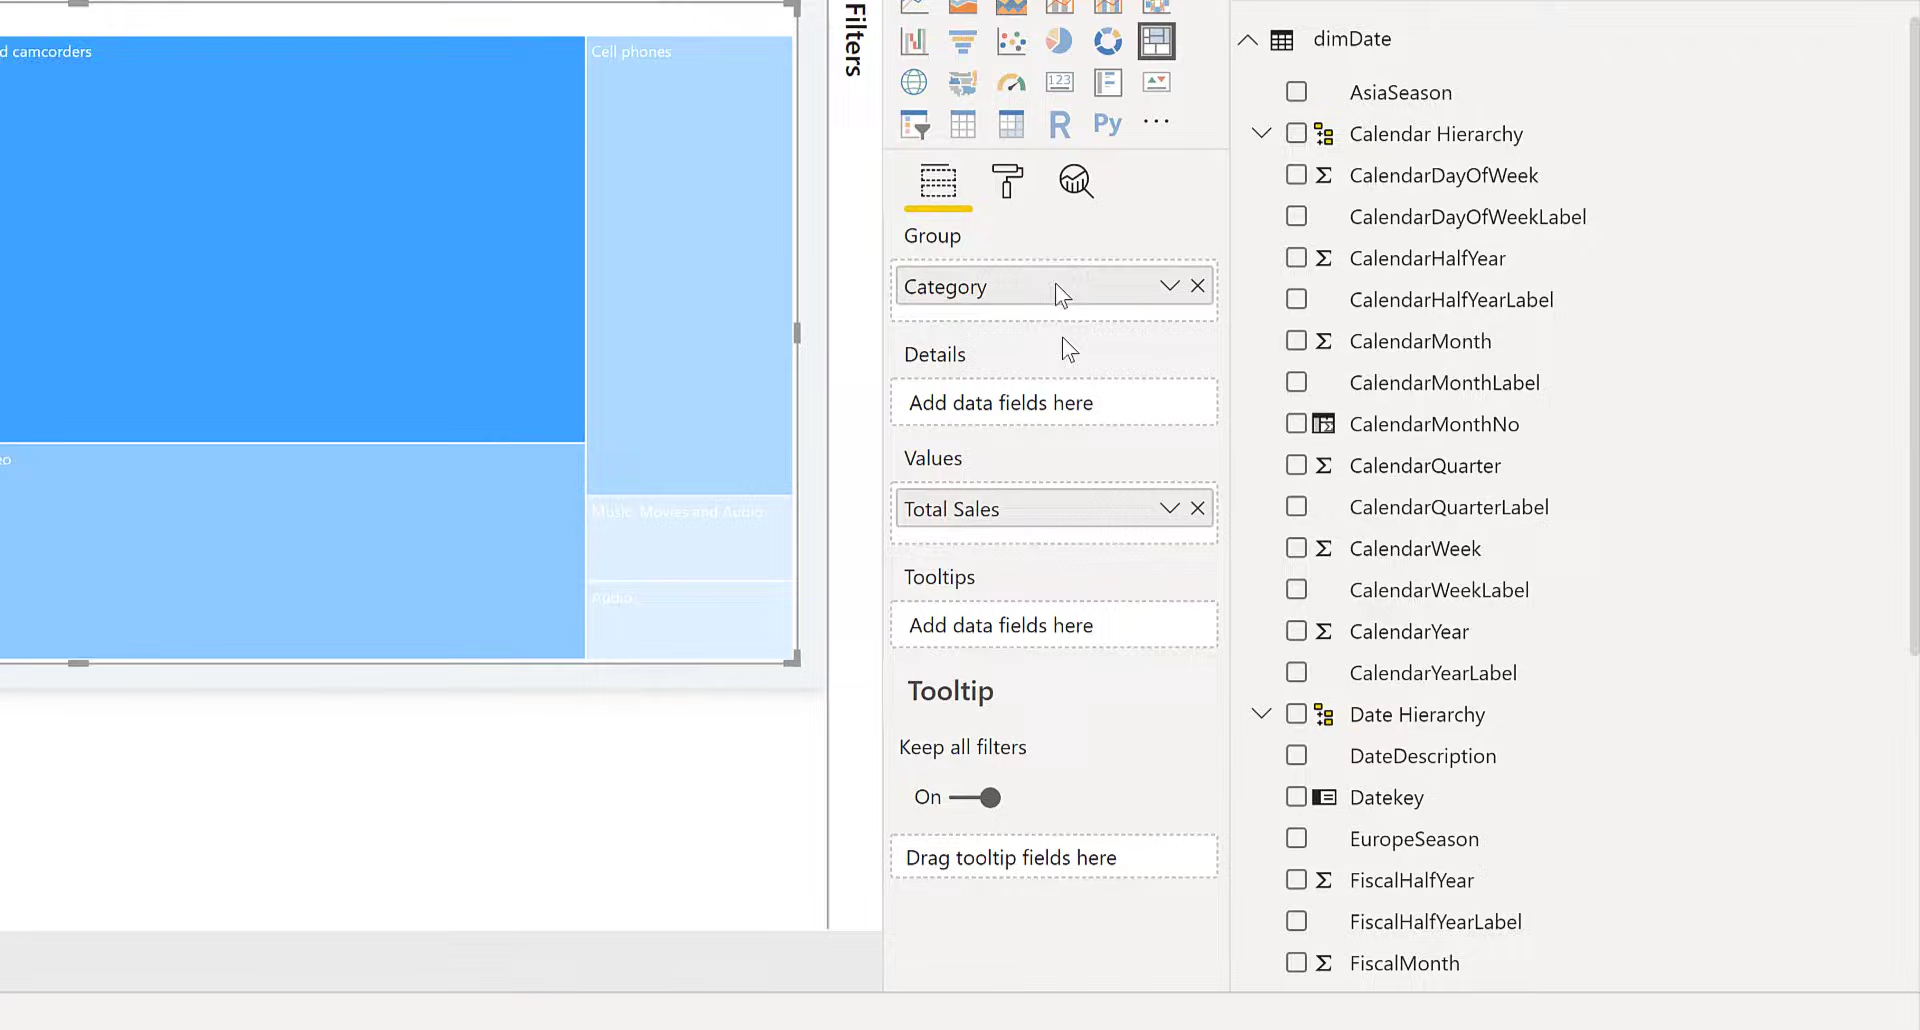 d camcorders
Cell phones
eo
Music, Movies and Audio
Audio
Filters
123
R
Py
Group
Category
Details
Add data fields here
Values
Total Sales
Tooltips
Add data fields here
Tooltip
Keep all filters
On
Drag tooltip fields here
dimDate
AsiaSeason
Calendar Hierarchy
CalendarDayOfWeek
CalendarDayOfWeekLabel
CalendarHalfYear
CalendarHalfYearLabel
CalendarMonth
CalendarMonthLabel
CalendarMonthNo
CalendarQuarter
CalendarQuarterLabel
CalendarWeek
CalendarWeekLabel
CalendarYear
CalendarYearLabel
Date Hierarchy
DateDescription
Datekey
EuropeSeason
FiscalHalfYear
FiscalHalfYearLabel
FiscalMonth